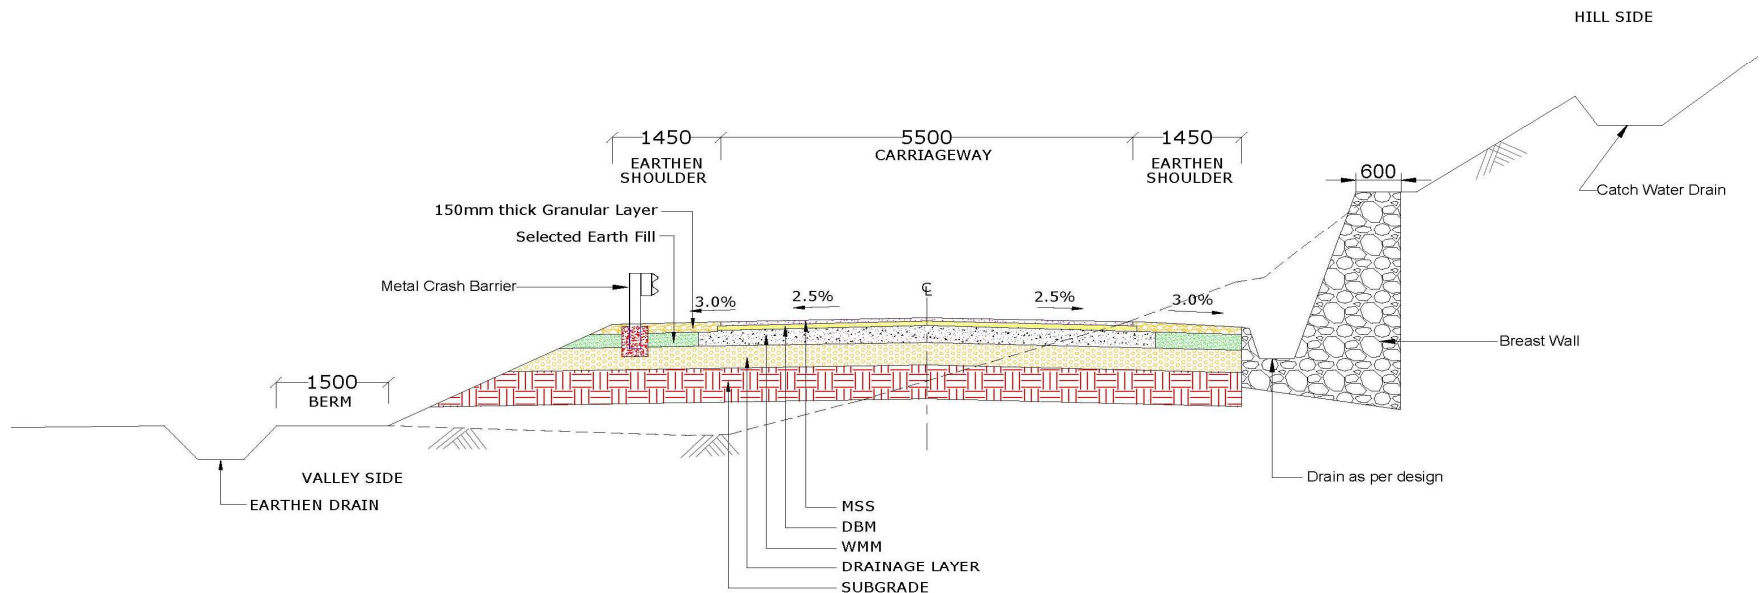 HILL SIDE
1450
5500
1450
CARRIAGEWAY
EARTHEN
SHOULDER
EARTHEN
SHOULDER
600
Catch Water Drain
150mm thick Granular Layer
Selected Earth Fill
Metal Crash Barrier
3.0%
2.5%
℄
2.5%
3.0%
Breast Wall
1500
BERM
VALLEY SIDE
EARTHEN DRAIN
Drain as per design
MSS
DBM
WMM
DRAINAGE LAYER
SUBGRADE